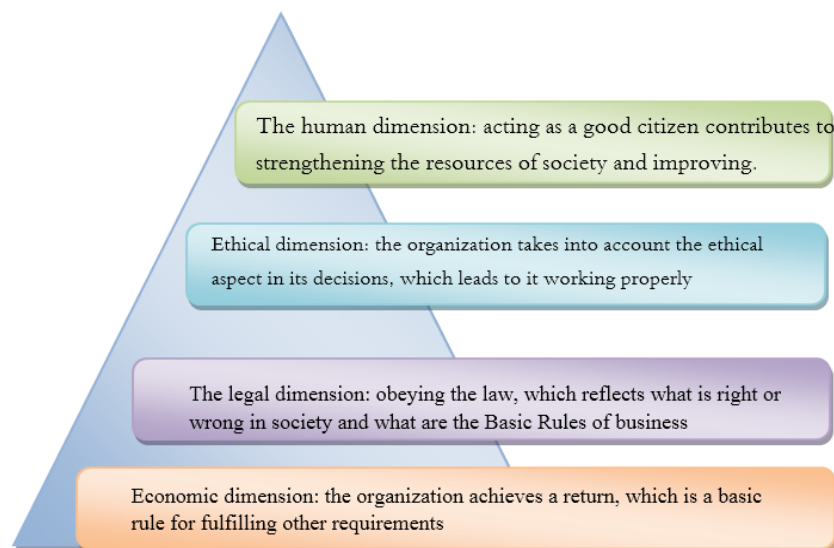 The human dimension: acting as a good citizen contributes to
strengthening the resources of society and improving.
Ethical dimension: the organization takes into account the ethical
aspect in its decisions, which leads to it working properly
The legal dimension: obeying the law, which reflects what is right or
wrong in society and what are the Basic Rules of business
Economic dimension: the organization achieves a return, which is a basic
rule for fulfilling other requirements